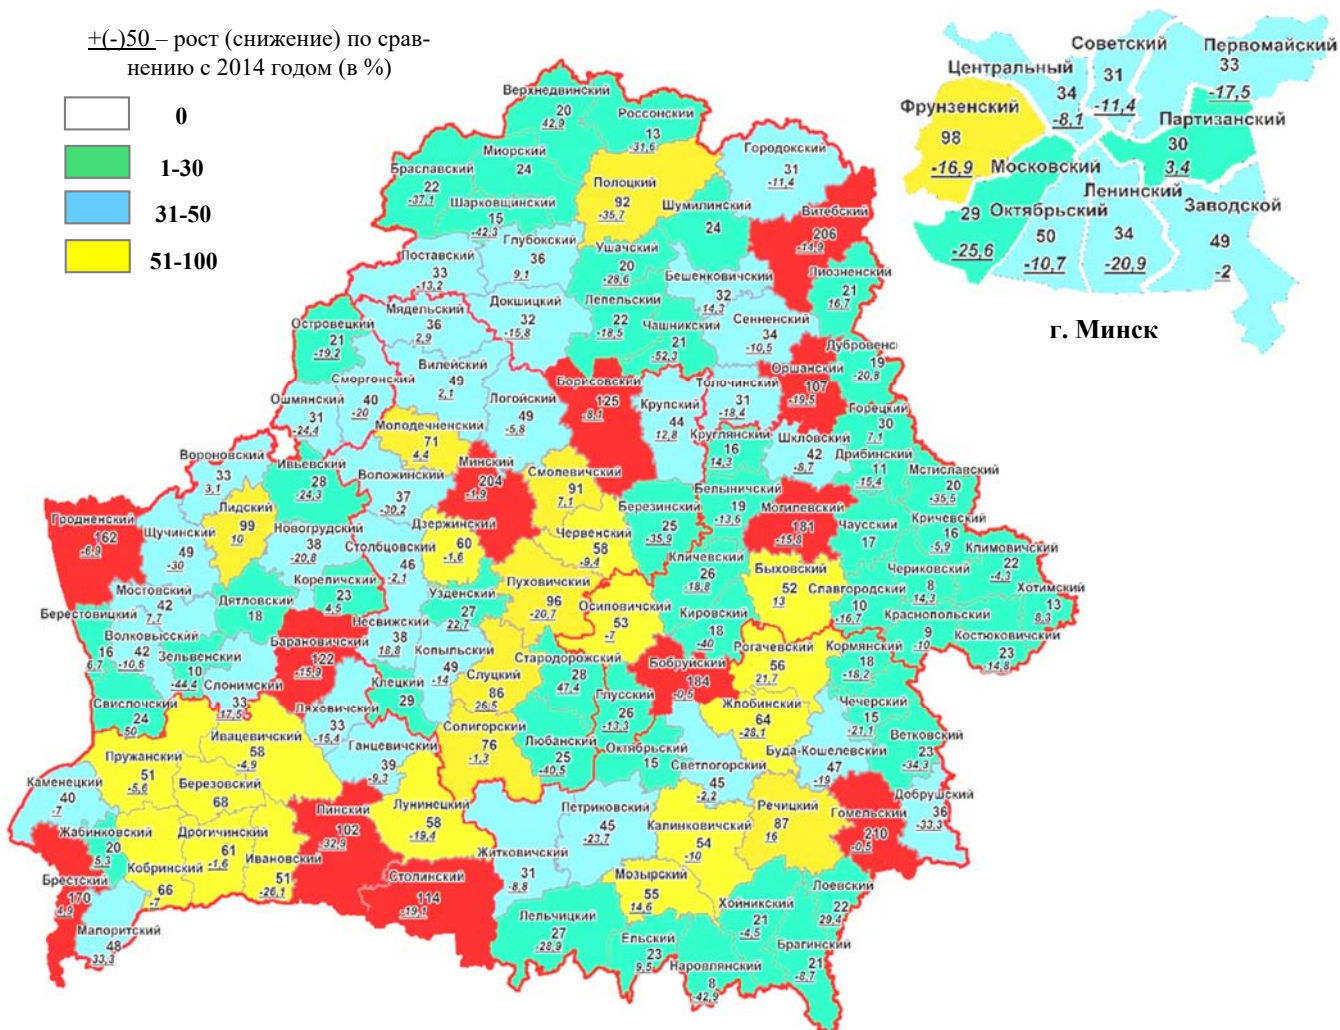 +(-)50 – рост (снижение) по срав-
нению с 2014 годом (в %)
0
1-30
31-50
51-100
Советский
31
-11,4
Первомайский
33
-17,5
Центральный
34
-8,1
Фрунзенский
98
-16,9
Партизанский
30
3,4
Московский
29
-25,6
Октябрьский
50
-10,7
Ленинский
34
-20,9
Заводской
49
-2
г. Минск
Верхнедвинский
20
42,9
Россонский
13
-31,6
Городокский
31
-11,4
Браславский
22
-37,1
Миорский
24
Полоцкий
92
-35,7
Шарковщинский
15
-42,3
Шумилинский
24
Витебский
206
-14,9
Поставский
33
-13,2
Глубокский
36
9,1
Ушачский
20
-28,6
Бешенковичский
32
14,3
Лиозненский
21
16,7
Докшицкий
32
-15,8
Лепельский
22
-18,5
Чашникский
21
-52,3
Сенненский
34
-10,5
Островецкий
21
-19,2
Мядельский
36
2,9
Дубровенс
19
-20,8
Оршанский
107
-19,5
Вилейский
49
2,1
Борисовский
125
-8,1
Толочинский
31
-18,4
Сморгонский
40
-20
Ошмянский
31
-24,4
Логойский
49
-5,8
Крупский
44
12,8
Горецкий
30
7,1
Молодечненский
71
4,4
Круглянский
16
14,3
Шкловский
42
-8,7
Дрибинский
11
-15,4
Мстиславский
20
-35,5
Вороновский
33
3,1
Ивьевский
28
-24,3
Воложинский
37
-30,2
Минский
204
-1,9
Смолевичский
91
7,1
Белыничский
19
-13,6
Могилевский
181
-15,8
Гродненский
162
-6,9
Лидский
99
10
Щучинский
49
-30
Новогрудский
38
-20,8
Дзержинский
60
-1,6
Столбцовский
46
-2,1
Червенский
58
-9,4
Березинский
25
-35,9
Чаусский
17
Кричевский
16
-5,9
Климовичский
22
-4,3
Кличевский
26
-18,8
Быховский
52
13
Чериковский
8
14,3
Хотимский
13
8,3
Мостовский
42
7,7
Кореличский
23
4,5
Узденский
27
22,7
Пуховичский
96
-20,7
Осиповичский
53
-7
Славгородский
10
-16,7
Краснопольский
9
-10
Костюковичский
23
14,8
Берестовицкий
16
6,7
Дятловский
18
Несвижский
38
18,8
Кировский
18
-40
Волковысский
42
-10,6
Зельвенский
10
-44,4
Барановичский
122
-15,9
Копыльский
49
-14
Стародорожский
28
47,4
Бобруйский
184
-0,5
Рогачевский
56
21,7
Кормянский
18
-18,2
Слонимский
33
-17,5
Клецкий
29
Слуцкий
86
26,5
Глусский
26
-13,3
Чечерский
15
-21,1
Свислочский
24
50
Ляховичский
33
-15,4
Жлобинский
64
-28,1
Ветковский
23
-34,3
Ивацевичский
58
-4,9
Ганцевичский
39
-9,3
Солигорский
76
-1,3
Любанский
25
-40,5
Октябрьский
15
Буда-Кошелевский
47
-19
Пружанский
51
-5,6
Светлогорский
45
-2,2
Каменецкий
40
-7
Березовский
68
Добрушский
36
-33,3
Пинский
102
-32,9
Лунинецкий
58
-19,4
Петриковский
45
-23,7
Речицкий
87
16
Гомельский
210
-0,5
Жабинковский
20
5,3
Дрогичинский
61
-1,6
Калинковичский
54
-10
Ивановский
51
-26,1
Житковичский
31
-8,8
Кобринский
66
-7
Брестский
170
4,9
Столинский
114
-19,1
Мозырский
55
14,6
Лоевский
22
29,4
Хойникский
21
-4,5
Малоритский
48
33,3
Лельчицкий
27
-28,9
Ельский
23
9,5
Брагинский
21
-8,7
Наровлянский
8
-42,9